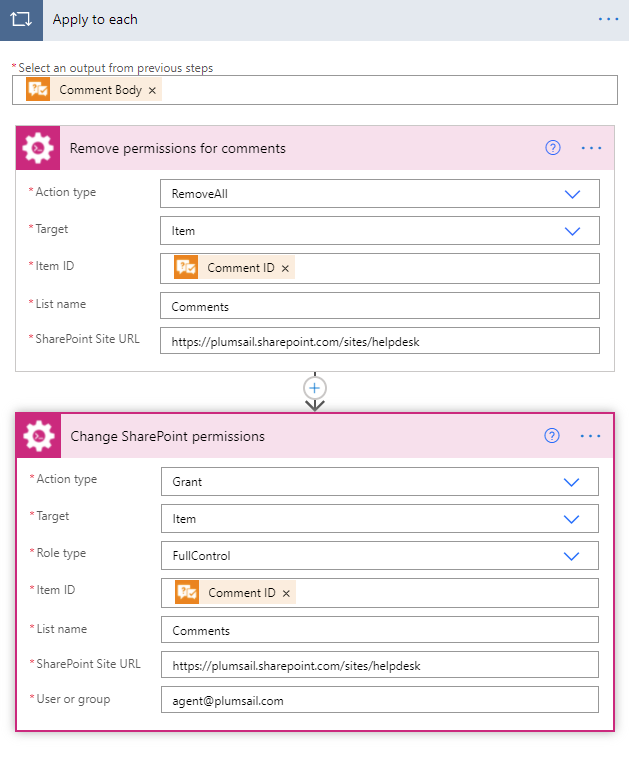 Apply to each
* Select an output from previous steps
Comment Body ×
Remove permissions for comments
* Action type RemoveAll
* Target Item
* Item ID Comment ID ×
* List name Comments
* SharePoint Site URL https://plumsail.sharepoint.com/sites/helpdesk
Change SharePoint permissions
* Action type Grant
* Target Item
* Role type FullControl
* Item ID Comment ID ×
* List name Comments
* SharePoint Site URL https://plumsail.sharepoint.com/sites/helpdesk
* User or group agent@plumsail.com